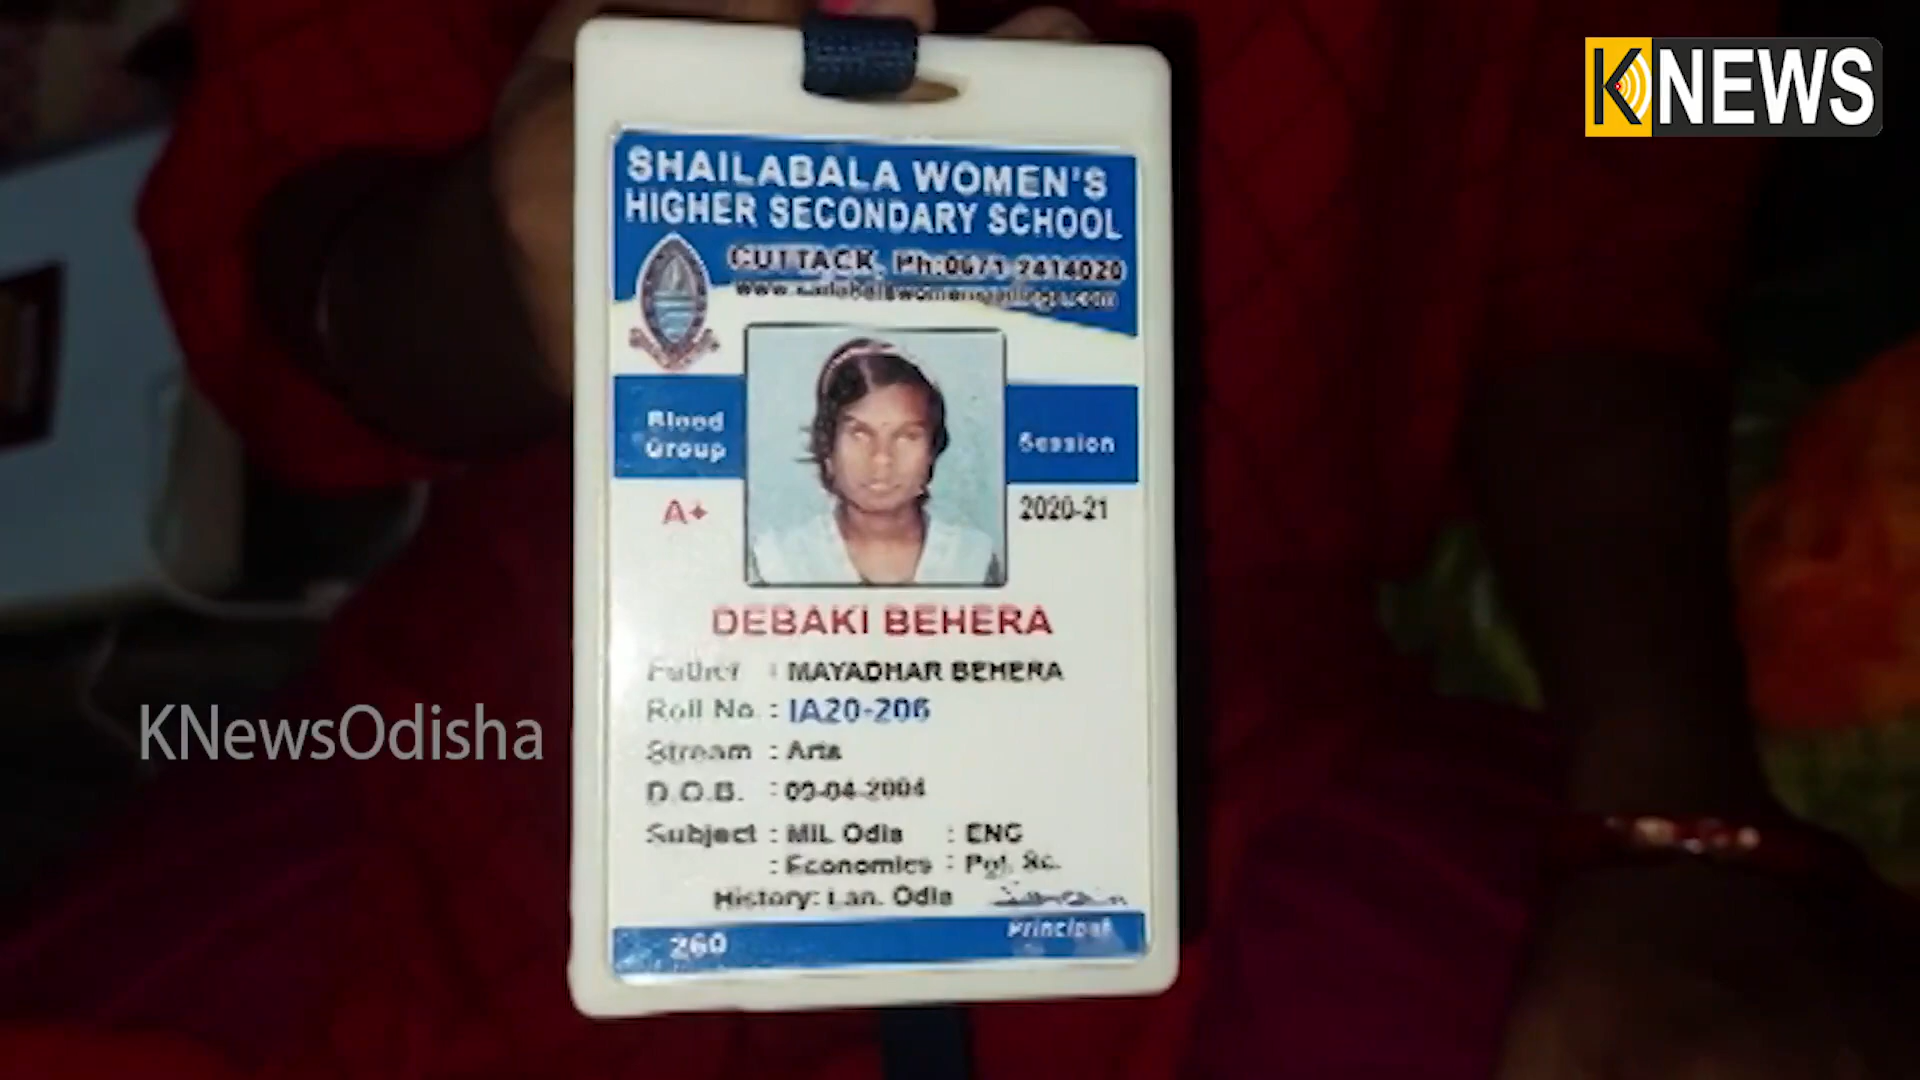 KNEWS
SHAILABALA WOMEN'S
HIGHER SECONDARY SCHOOL
CUTTACK, Ph:0671-2414020
Blood
Group
Session
A+
2020-21
DEBAKI BEHERA
Father : MAYADHAR BEHERA
Roll No. : IA20-206
Stream : Arts
D.O.B. : 09-04-2004
Subject : MIL Odia : ENG
: Economics : Pol. Sc.
History: Lan. Odia
Principal
260
KNewsOdisha